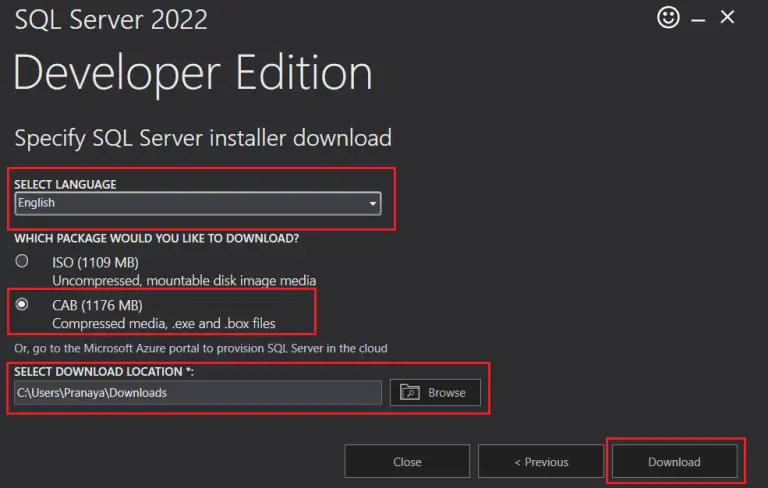 SQL Server 2022
Developer Edition
Specify SQL Server installer download
SELECT LANGUAGE
English
WHICH PACKAGE WOULD YOU LIKE TO DOWNLOAD?
ISO (1109 MB)
Uncompressed, mountable disk image media
CAB (1176 MB)
Compressed media, .exe and .box files
Or, go to the Microsoft Azure portal to provision SQL Server in the cloud
SELECT DOWNLOAD LOCATION *:
C:\Users\Pranaya\Downloads
Browse
Close
< Previous
Download